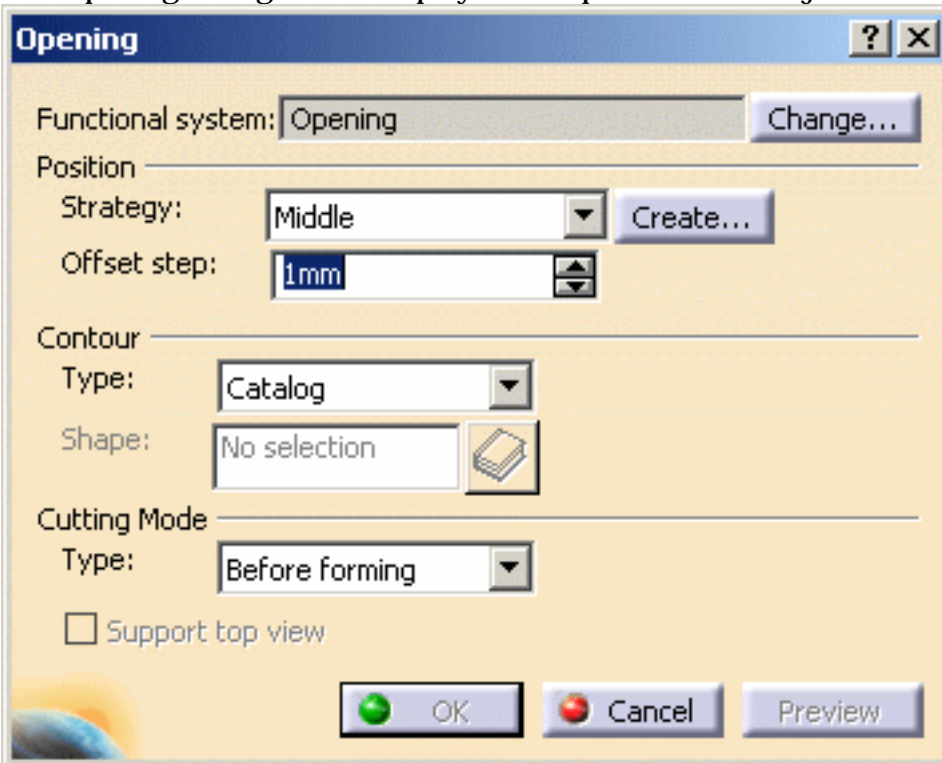 Opening
Functional system: Opening Change...
Position
Strategy: Middle Create...
Offset step: 1mm
Contour
Type: Catalog
Shape: No selection
Cutting Mode
Type: Before forming
Support top view
OK Cancel Preview